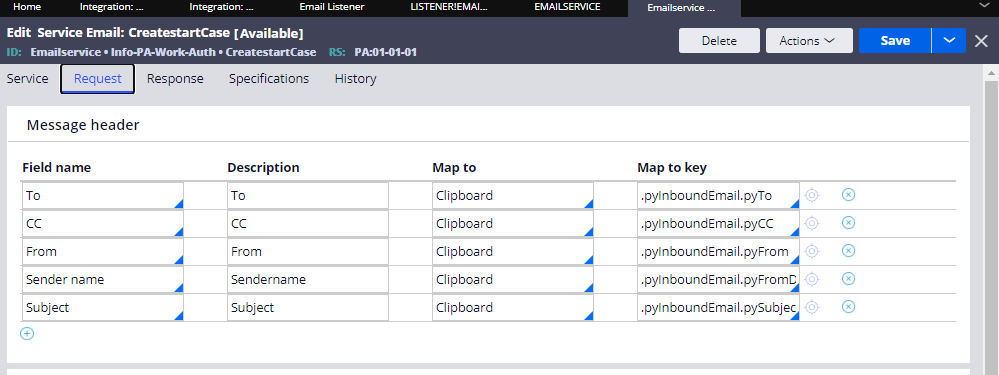 Home Integration: ... Integration: ... Email Listener LISTENER!EMAI... EMAILSERVICE Emailservice ...
Edit Service Email: CreatestartCase [Available]
ID: Emailservice • Info-PA-Work-Auth • CreatestartCase RS: PA:01-01-01
Delete Actions Save
Service Request Response Specifications History
Message header
Field name Description Map to Map to key
To To Clipboard .pyInboundEmail.pyTo
CC CC Clipboard .pyInboundEmail.pyCC
From From Clipboard .pyInboundEmail.pyFrom
Sender name Sendername Clipboard .pyInboundEmail.pyFromD
Subject Subject Clipboard .pyInboundEmail.pySubjec